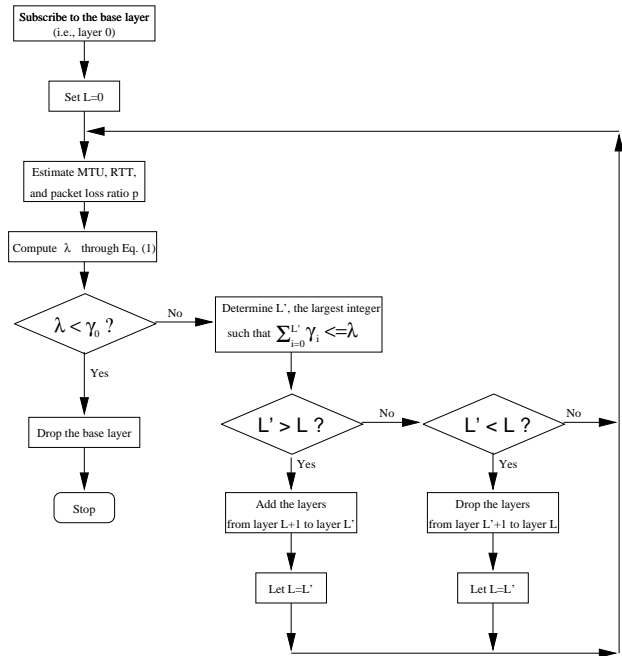 Subscribe to the base layer
(i.e., layer 0)
Set L=0
Estimate MTU, RTT,
and packet loss ratio p
Compute λ through Eq. (1)
λ < γ₀ ?
No
Yes
Drop the base layer
Stop
Determine L', the largest integer
such that ∑ᵢ₌₀ᴸ' γᵢ <=λ
L' > L ?
No
Yes
Add the layers
from layer L+1 to layer L'
Let L=L'
L' < L ?
No
Yes
Drop the layers
from layer L'+1 to layer L
Let L=L'